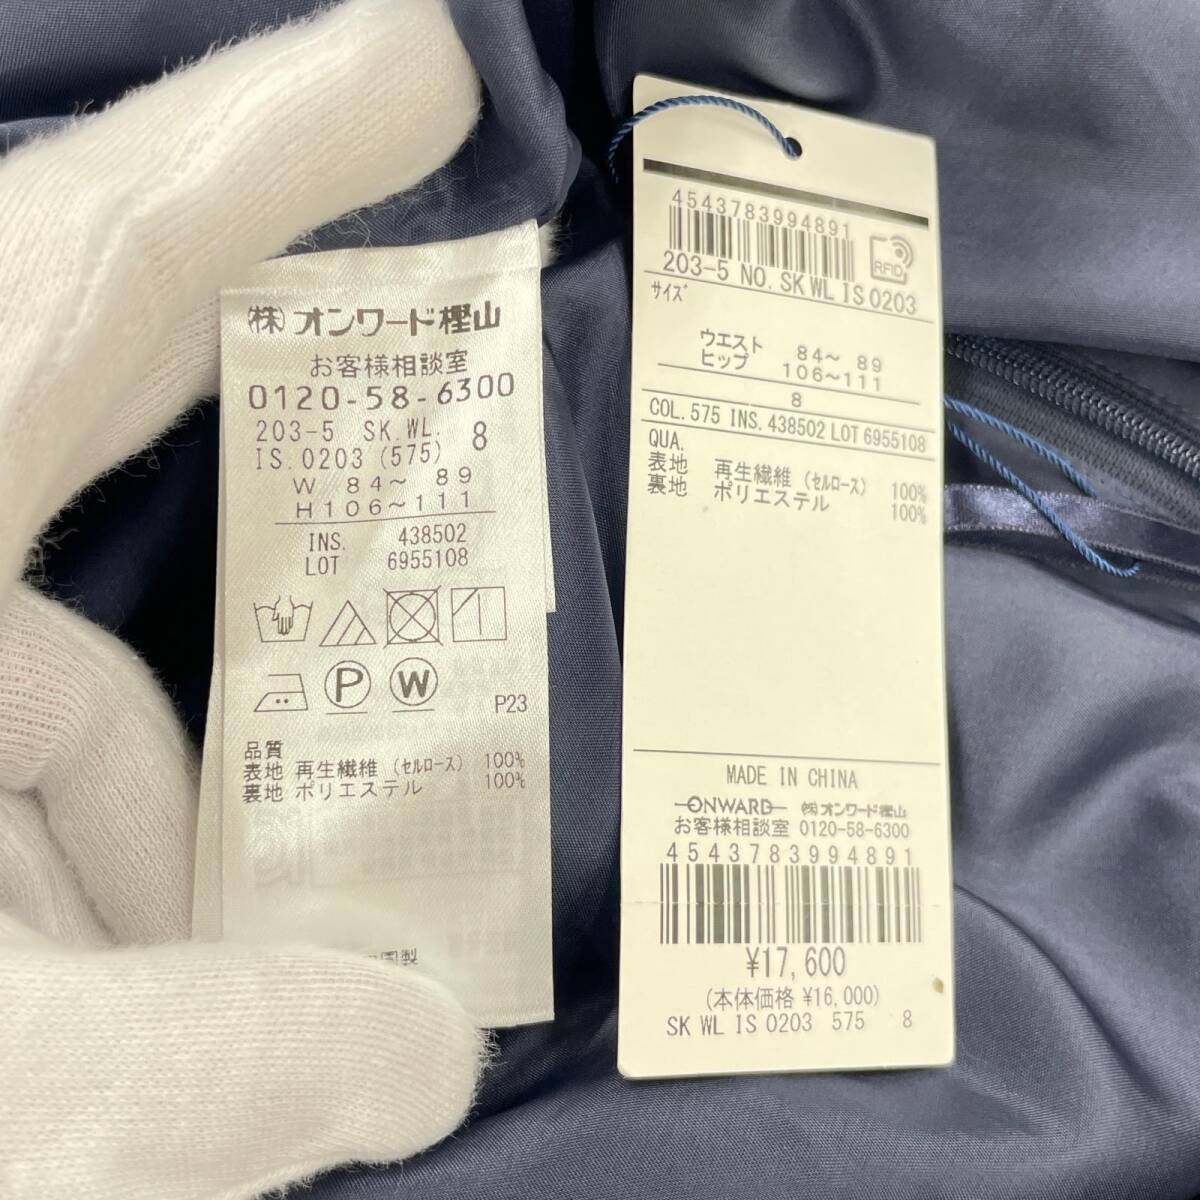 ㈱オンワード樫山
お客様相談室
0120-58-6300
203-5 SK.WL. 8
IS.0203 (575)
W 84～ 89
H106～111
INS. 438502
LOT 6955108
P
W
P23
品質
表地 再生繊維 (セルロース) 100%
裏地 ポリエステル 100%
国製
4543783994891
RFID
203-5 NO. SK WL IS 0203
サイズ
ウエスト 84～ 89
ヒップ 106～111
8
COL. 575 INS. 438502 LOT 6955108
QUA.
表地 再生繊維 (セルロース) 100%
裏地 ポリエステル 100%
MADE IN CHINA
ONWARD ㈱オンワード樫山
お客様相談室 0120-58-6300
4543783994891
¥17,600
(本体価格 ¥16,000)
SK WL IS 0203 575 8